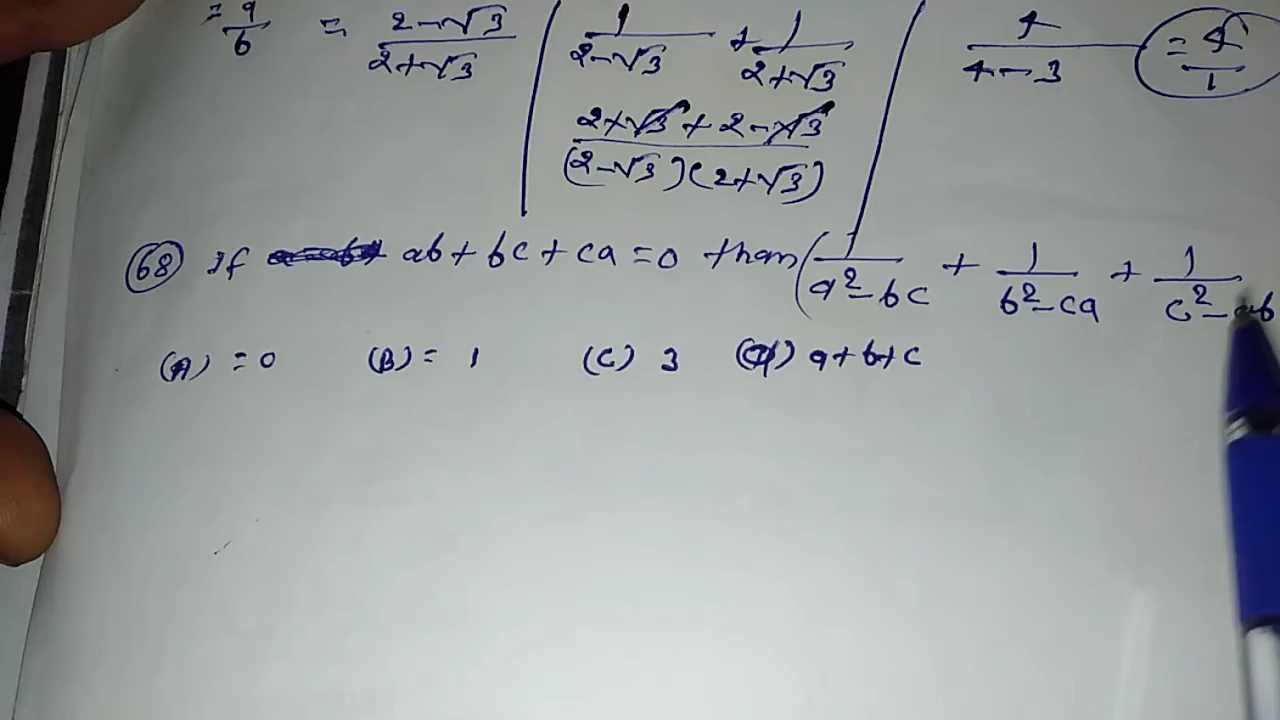 = a/b = 2-√3 / 2+√3
1/2-√3 + 1/2+√3
2+√3+2-√3 / (2-√3)(2+√3)
4/4-3 = 4/1
(68) If ab+bc+ca=0 then (1/a²-bc + 1/b²-ca + 1/c²-ab
(A) = 0 (B) = 1 (C) 3 (d) a+b+c